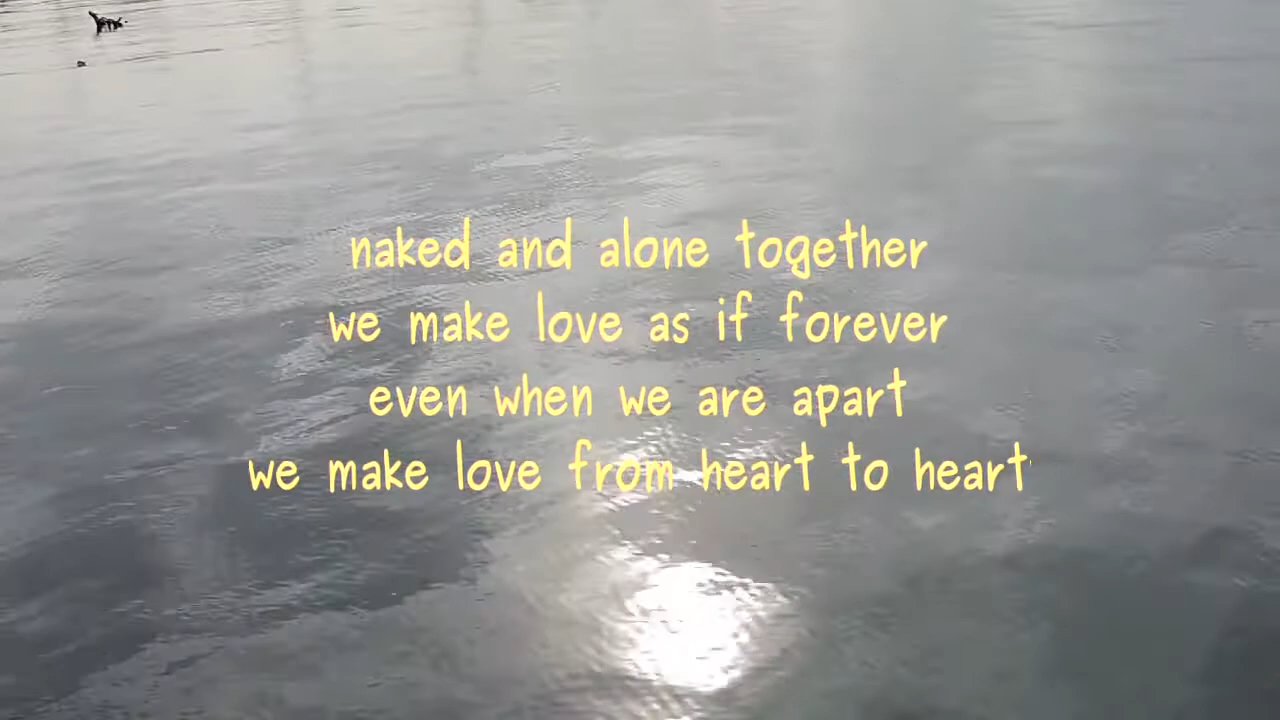 naked and alone together
we make love as if forever
even when we are apart
we make love from heart to heart